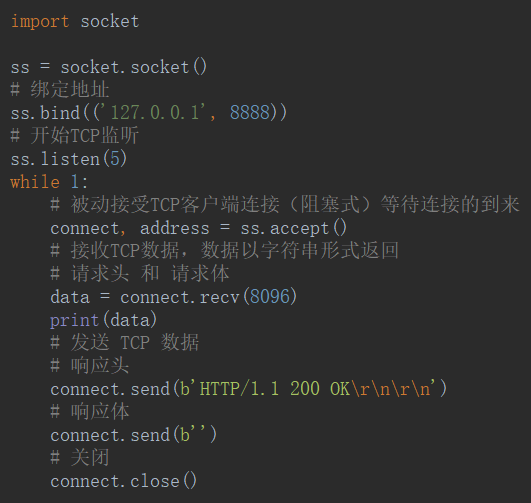 import socket

ss = socket.socket()
# 绑定地址
ss.bind(('127.0.0.1', 8888))
# 开始TCP监听
ss.listen(5)
while 1:
    # 被动接受TCP客户端连接（阻塞式）等待连接的到来
    connect, address = ss.accept()
    # 接收TCP数据，数据以字符串形式返回
    # 请求头 和 请求体
    data = connect.recv(8096)
    print(data)
    # 发送 TCP 数据
    # 响应头
    connect.send(b'HTTP/1.1 200 OK\r\n\r\n')
    # 响应体
    connect.send(b'')
    # 关闭
    connect.close()